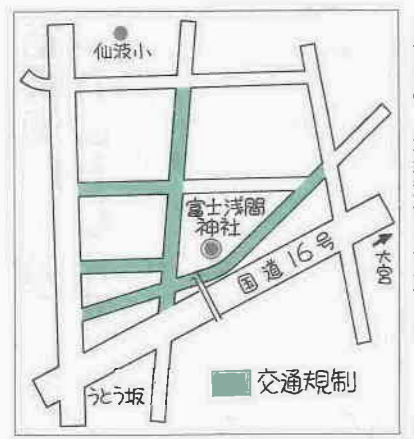 仙波小
富士浅間
神社
国道16号
大宮
うとう坂
交通規制